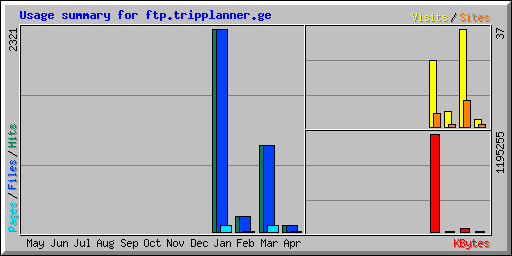 Usage summary for ftp.tripplanner.ge
Visits / Sites
2321
37
Pages / Files / Hits
1195255
May Jun Jul Aug Sep Oct Nov Dec Jan Feb Mar Apr
KBytes